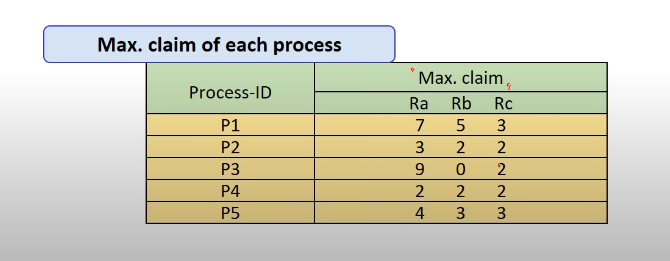 Max. claim of each process
Process-ID Max. claim
Ra Rb Rc
P1 7 5 3
P2 3 2 2
P3 9 0 2
P4 2 2 2
P5 4 3 3